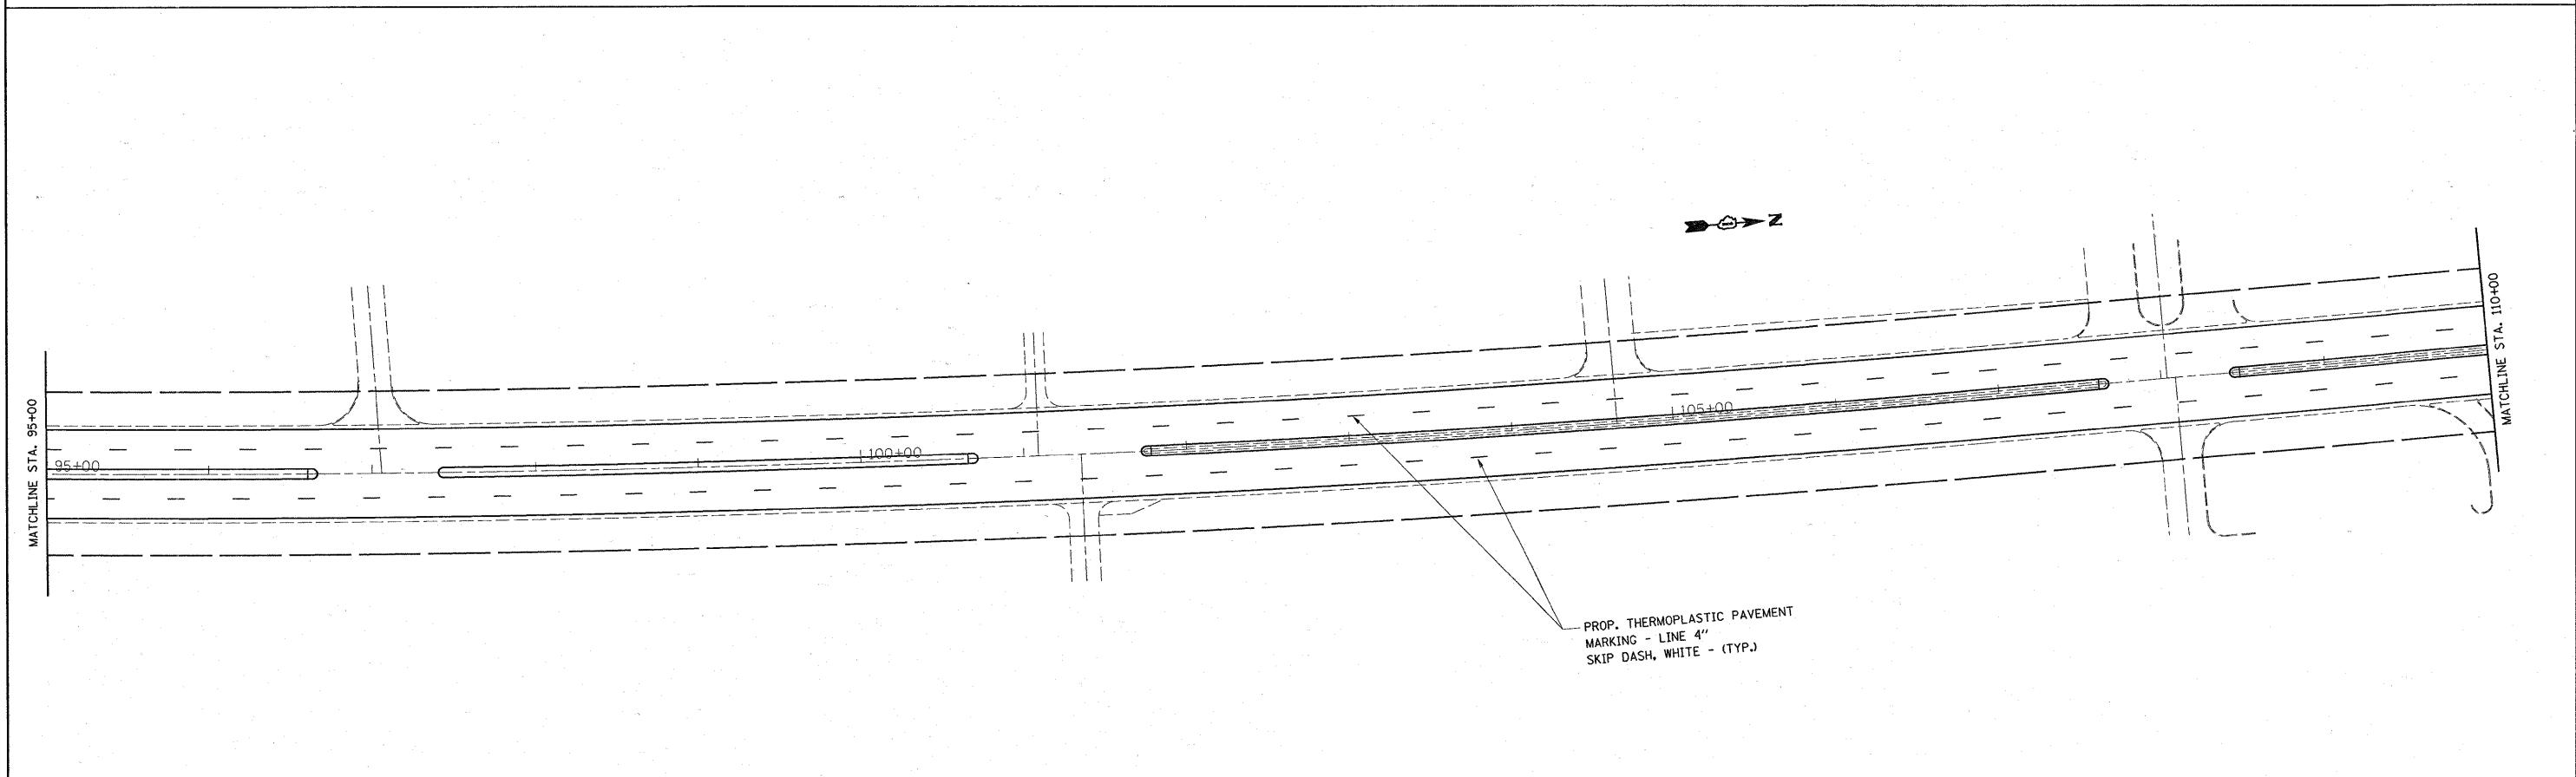 N
MATCHLINE STA. 95+00
95+00
100+00
105+00
MATCHLINE STA. 110+00
PROP. THERMOPLASTIC PAVEMENT
MARKING - LINE 4"
SKIP DASH, WHITE - (TYP.)